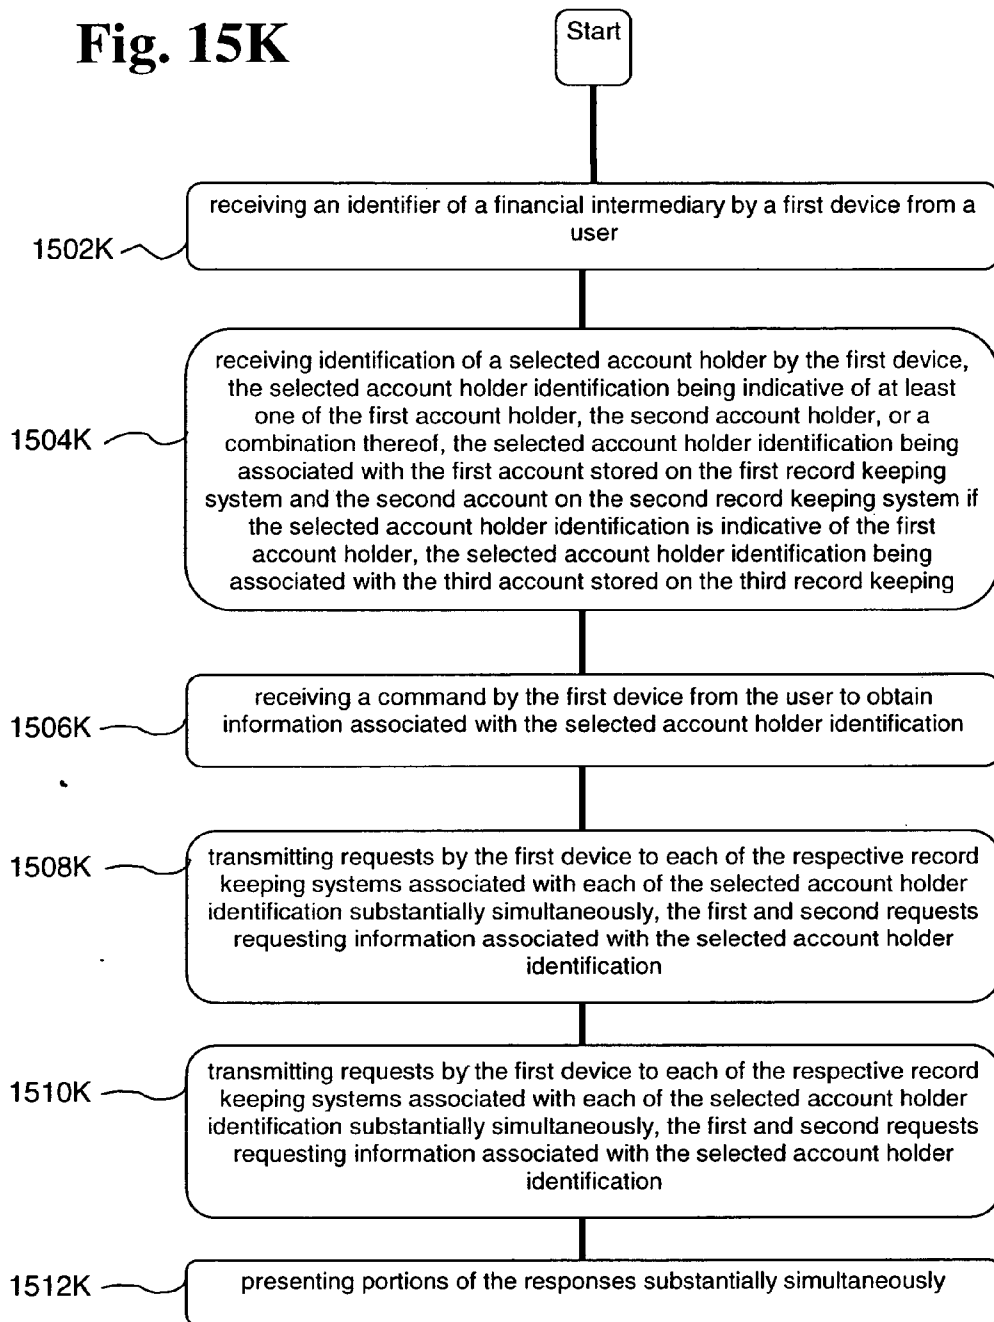 Fig. 15K
Start
receiving an identifier of a financial intermediary by a first device from a
user
1502K
receiving identification of a selected account holder by the first device,
the selected account holder identification being indicative of at least
one of the first account holder, the second account holder, or a
combination thereof, the selected account holder identification being
associated with the first account stored on the first record keeping
system and the second account on the second record keeping system if
the selected account holder identification is indicative of the first
account holder, the selected account holder identification being
associated with the third account stored on the third record keeping
1504K
receiving a command by the first device from the user to obtain
information associated with the selected account holder identification
1506K
transmitting requests by the first device to each of the respective record
keeping systems associated with each of the selected account holder
identification substantially simultaneously, the first and second requests
requesting information associated with the selected account holder
identification
1508K
transmitting requests by the first device to each of the respective record
keeping systems associated with each of the selected account holder
identification substantially simultaneously, the first and second requests
requesting information associated with the selected account holder
identification
1510K
presenting portions of the responses substantially simultaneously
1512K